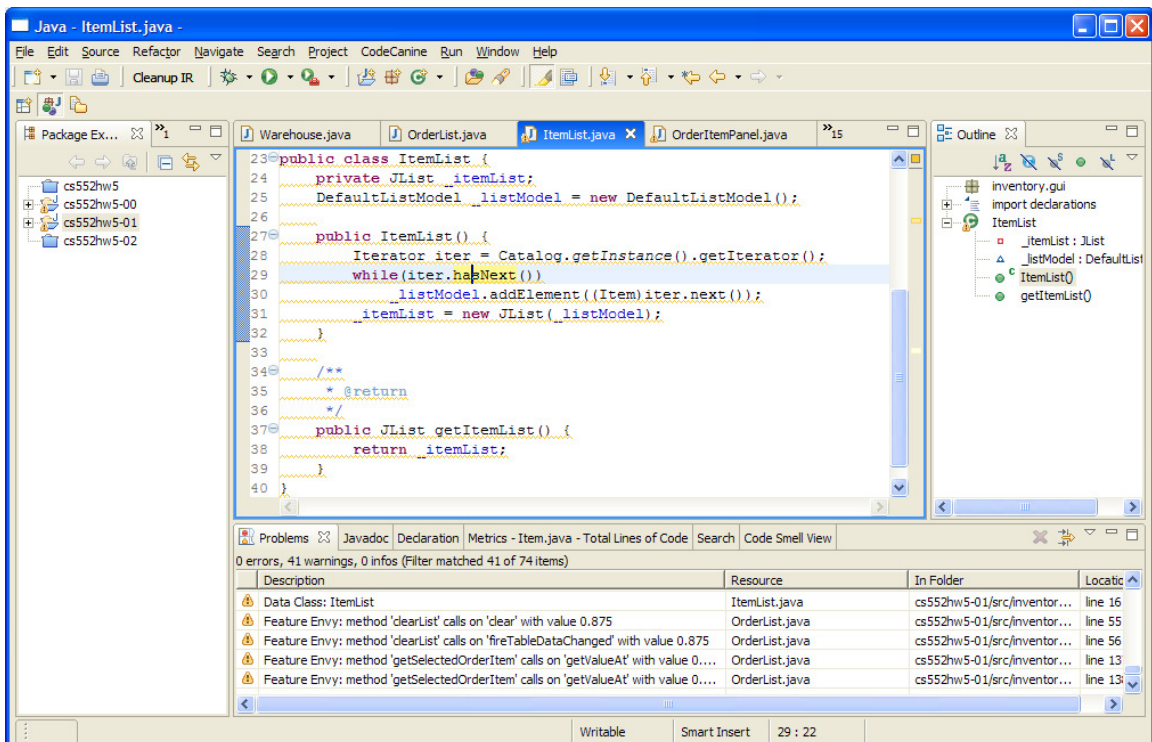 Java - ItemList.java -
File Edit Source Refactor Navigate Search Project CodeCanine Run Window Help
Cleanup IR
Package Ex... »1
cs552hw5
cs552hw5-00
cs552hw5-01
cs552hw5-02
Warehouse.java OrderList.java ItemList.java OrderItemPanel.java »15
23 public class ItemList {
24 private JList _itemList;
25 DefaultListModel _listModel = new DefaultListModel();
26
27 public ItemList() {
28 Iterator iter = Catalog.getInstance().getIterator();
29 while(iter.hasNext())
30 _listModel.addElement((Item)iter.next());
31 _itemList = new JList(_listModel);
32 }
33
34 /**
35 * @return
36 */
37 public JList getItemList() {
38 return _itemList;
39 }
40 }
Outline
inventory.gui
import declarations
ItemList
_itemList : JList
_listModel : DefaultList
ItemList()
getItemList()
Problems Javadoc Declaration Metrics - Item.java - Total Lines of Code Search Code Smell View
0 errors, 41 warnings, 0 infos (Filter matched 41 of 74 items)
Description Resource In Folder Locatio
Data Class: ItemList ItemList.java cs552hw5-01/src/inventor... line 16
Feature Envy: method 'clearList' calls on 'clear' with value 0.875 OrderList.java cs552hw5-01/src/inventor... line 55
Feature Envy: method 'clearList' calls on 'fireTableDataChanged' with value 0.875 OrderList.java cs552hw5-01/src/inventor... line 56
Feature Envy: method 'getSelectedOrderItem' calls on 'getValueAt' with value 0.... OrderList.java cs552hw5-01/src/inventor... line 13
Feature Envy: method 'getSelectedOrderItem' calls on 'getValueAt' with value 0.... OrderList.java cs552hw5-01/src/inventor... line 13
Writable Smart Insert 29 : 22